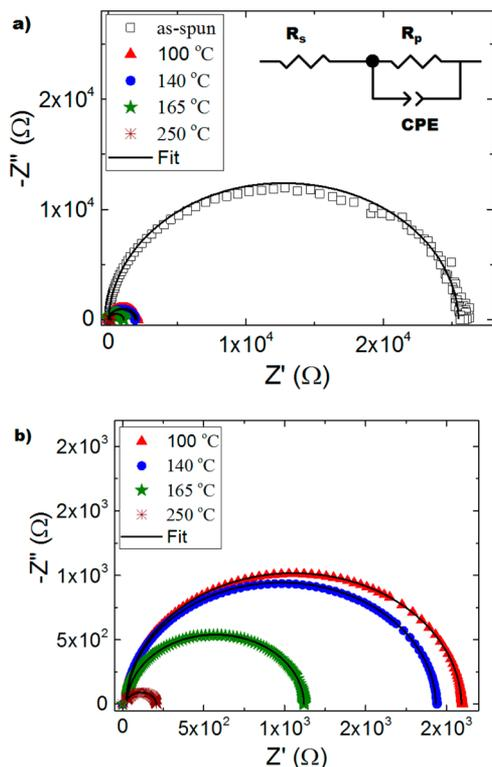 a)
as-spun
100 °C
140 °C
165 °C
250 °C
Fit
Rs
Rp
CPE
2x10⁴
1x10⁴
0
-Z'' (Ω)
0
1x10⁴
2x10⁴
Z' (Ω)
b)
100 °C
140 °C
165 °C
250 °C
Fit
2x10³
2x10³
1x10³
5x10²
0
-Z'' (Ω)
0
5x10²
1x10³
2x10³
2x10³
Z' (Ω)